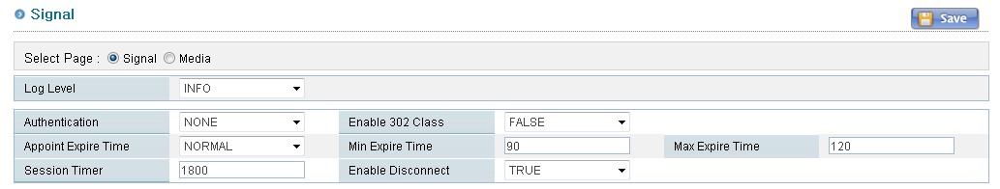 Signal
Save
Select Page : Signal Media
Log Level INFO
Authentication NONE Enable 302 Class FALSE
Appoint Expire Time NORMAL Min Expire Time 90 Max Expire Time 120
Session Timer 1800 Enable Disconnect TRUE